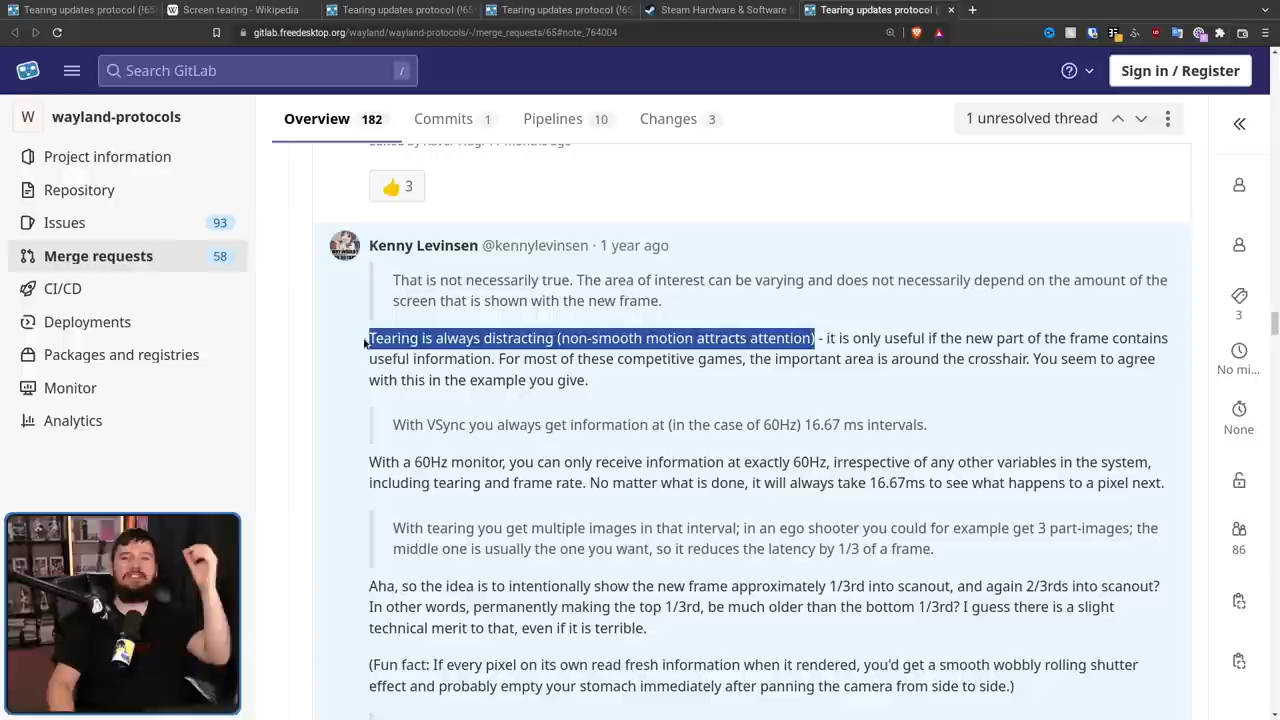 Tearing updates protocol (!65
Screen tearing - Wikipedia
Tearing updates protocol (!65
Tearing updates protocol (!65
Steam Hardware & Software S
Tearing updates protocol (
gitlab.freedesktop.org/wayland/wayland-protocols/-/merge_requests/65#note_764004
Search GitLab
/
Sign in / Register
W
wayland-protocols
Project information
Repository
Issues 93
Merge requests 58
CI/CD
Deployments
Packages and registries
Monitor
Analytics
Overview 182
Commits 1
Pipelines 10
Changes 3
1 unresolved thread
👍 3
Kenny Levinsen @kennylevinsen · 1 year ago
That is not necessarily true. The area of interest can be varying and does not necessarily depend on the amount of the
screen that is shown with the new frame.
Tearing is always distracting (non-smooth motion attracts attention) - it is only useful if the new part of the frame contains
useful information. For most of these competitive games, the important area is around the crosshair. You seem to agree
with this in the example you give.
With VSync you always get information at (in the case of 60Hz) 16.67 ms intervals.
With a 60Hz monitor, you can only receive information at exactly 60Hz, irrespective of any other variables in the system,
including tearing and frame rate. No matter what is done, it will always take 16.67ms to see what happens to a pixel next.
With tearing you get multiple images in that interval; in an ego shooter you could for example get 3 part-images; the
middle one is usually the one you want, so it reduces the latency by 1/3 of a frame.
Aha, so the idea is to intentionally show the new frame approximately 1/3rd into scanout, and again 2/3rds into scanout?
In other words, permanently making the top 1/3rd, be much older than the bottom 1/3rd? I guess there is a slight
technical merit to that, even if it is terrible.
(Fun fact: If every pixel on its own read fresh information when it rendered, you'd get a smooth wobbly rolling shutter
effect and probably empty your stomach immediately after panning the camera from side to side.)
3
No mi...
None
86